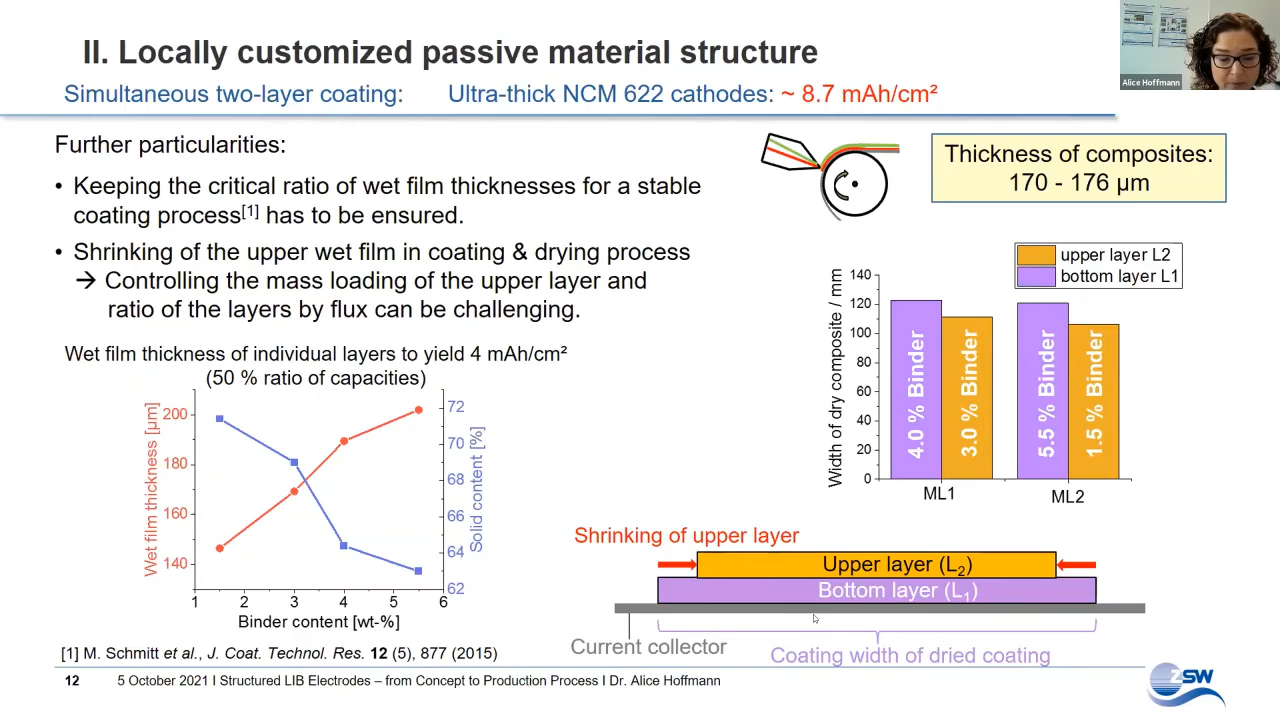 II. Locally customized passive material structure
Simultaneous two-layer coating: Ultra-thick NCM 622 cathodes: ~ 8.7 mAh/cm²
Alice Hoffmann
Further particularities:
• Keeping the critical ratio of wet film thicknesses for a stable
coating process[1] has to be ensured.
• Shrinking of the upper wet film in coating & drying process
→ Controlling the mass loading of the upper layer and
ratio of the layers by flux can be challenging.
Thickness of composites:
170 - 176 µm
Wet film thickness of individual layers to yield 4 mAh/cm²
(50 % ratio of capacities)
Wet film thickness [µm]
200
180
160
140
72
70
68
66
64
62
Solid content [%]
1 2 3 4 5 6
Binder content [wt-%]
upper layer L2
bottom layer L1
Width of dry composite / mm
140
120
100
80
60
40
20
0
4.0 % Binder
3.0 % Binder
5.5 % Binder
1.5 % Binder
ML1 ML2
Shrinking of upper layer
Upper layer (L2)
Bottom layer (L1)
Current collector
Coating width of dried coating
[1] M. Schmitt et al., J. Coat. Technol. Res. 12 (5), 877 (2015)
12 5 October 2021 I Structured LIB Electrodes – from Concept to Production Process I Dr. Alice Hoffmann
ZSW